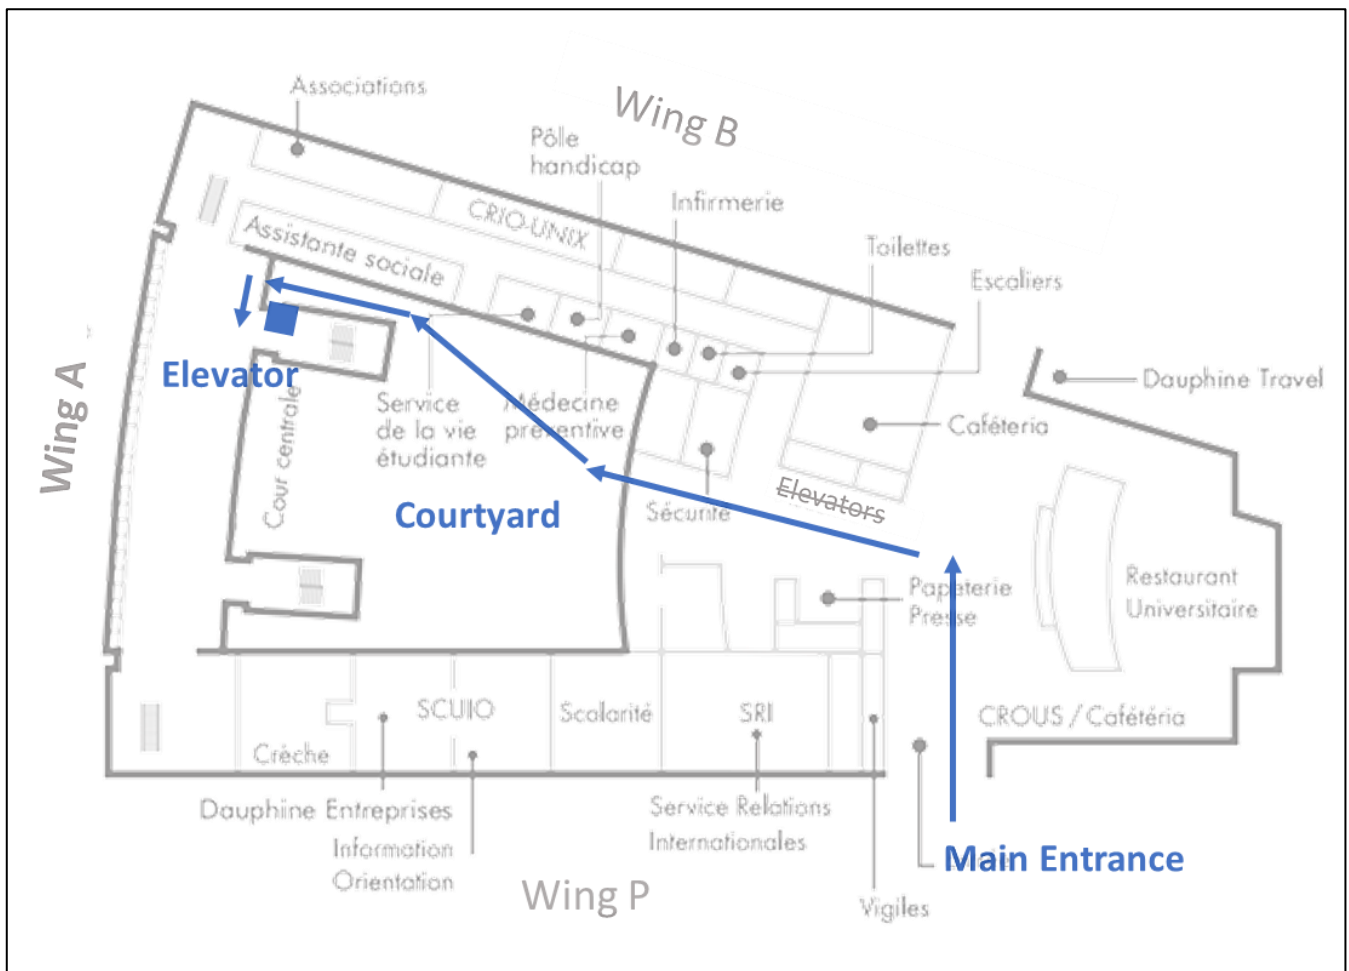 Associations
Wing B
Pôlle
handicap
Infirmerie
CRIO-UNIX
Toilettes
Assistante sociale
Escaliers
Elevator
Wing A
Service
de la vie
étudiante
Médecine
préventive
Dauphine Travel
Caféteria
Cour centrale
Courtyard
Sécurité
Elevators
Papeterie
Presse
Restaurant
Universitaire
SCUIO
Scolarité
SRI
CROUS / Cafétéria
Crèche
Dauphine Entreprises
Information
Orientation
Service Relations
Internationales
Main Entrance
Wing P
Vigiles